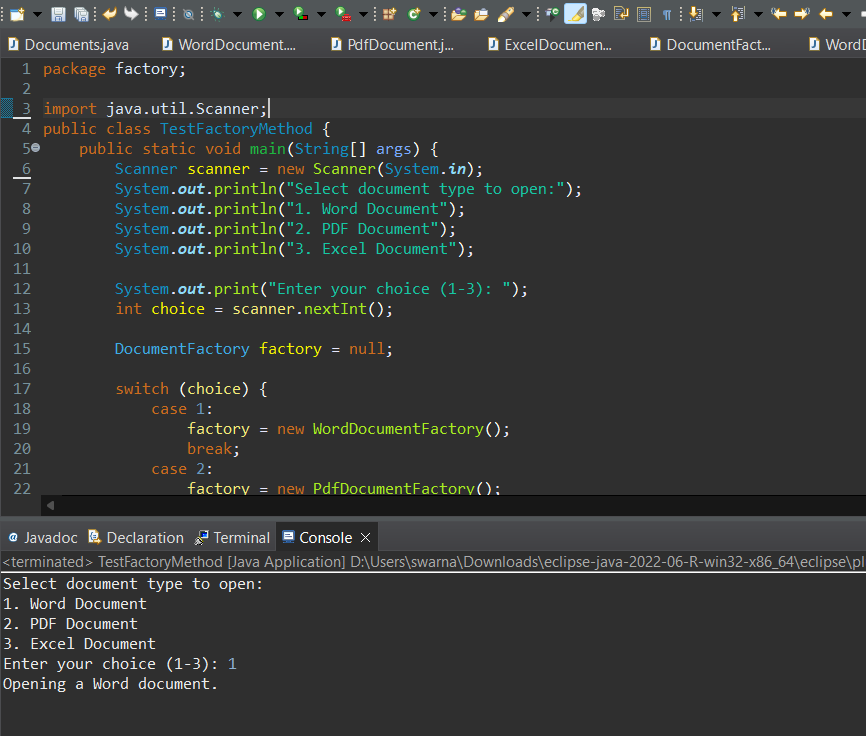 Documents.java WordDocument.... PdfDocument.j... ExcelDocumen... DocumentFact... WordD
1 package factory;
2
3 import java.util.Scanner;
4 public class TestFactoryMethod {
5 public static void main(String[] args) {
6 Scanner scanner = new Scanner(System.in);
7 System.out.println("Select document type to open:");
8 System.out.println("1. Word Document");
9 System.out.println("2. PDF Document");
10 System.out.println("3. Excel Document");
11
12 System.out.print("Enter your choice (1-3): ");
13 int choice = scanner.nextInt();
14
15 DocumentFactory factory = null;
16
17 switch (choice) {
18 case 1:
19 factory = new WordDocumentFactory();
20 break;
21 case 2:
22 factory = new PdfDocumentFactory();
Javadoc Declaration Terminal Console
<terminated> TestFactoryMethod [Java Application] D:\Users\swarna\Downloads\eclipse-java-2022-06-R-win32-x86_64\eclipse\pl
Select document type to open:
1. Word Document
2. PDF Document
3. Excel Document
Enter your choice (1-3): 1
Opening a Word document.